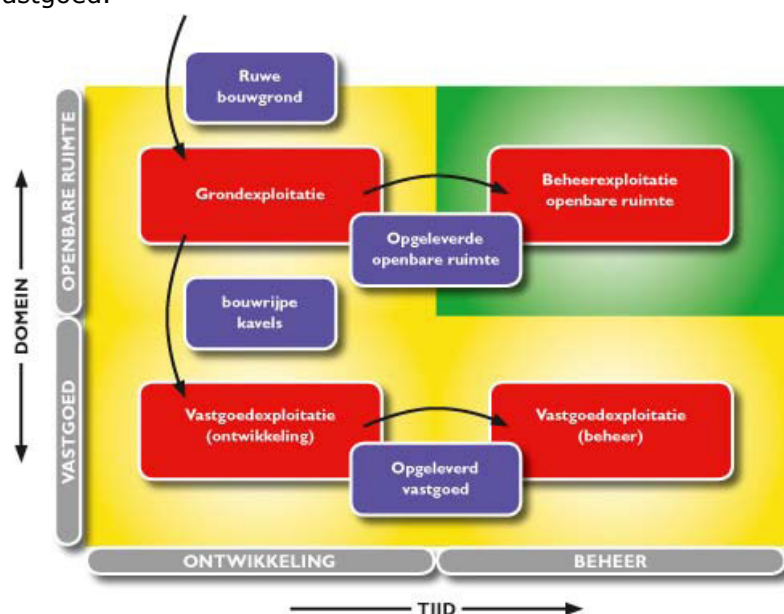 Ruwe
bouwgrond
OPENBARE RUIMTE
Grondexploitatie
Beheerexploitatie
openbare ruimte
Opgeleverde
openbare ruimte
DOMEIN
bouwrijpe
kavels
VASTGOED
Vastgoedexploitatie
(ontwikkeling)
Vastgoedexploitatie
(beheer)
Opgeleverd
vastgoed
ONTWIKKELING
BEHEER
TIJD